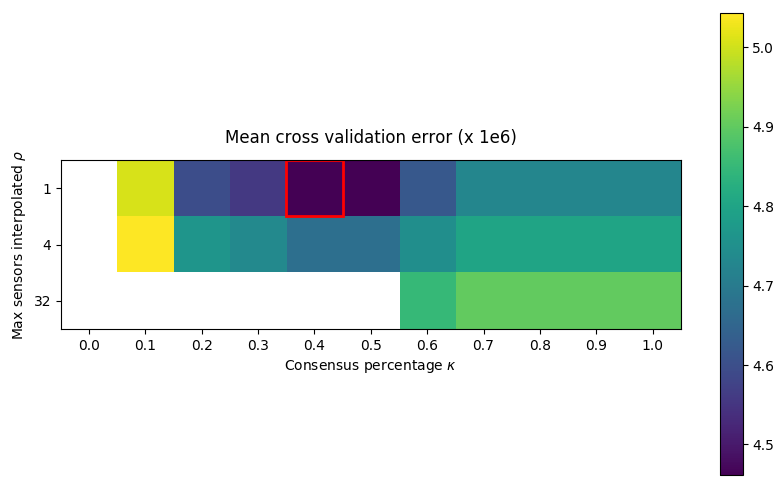 Mean cross validation error (x 1e6)
Max sensors interpolated ρ
1
4
32
0.0 0.1 0.2 0.3 0.4 0.5 0.6 0.7 0.8 0.9 1.0
Consensus percentage κ
5.0
4.9
4.8
4.7
4.6
4.5